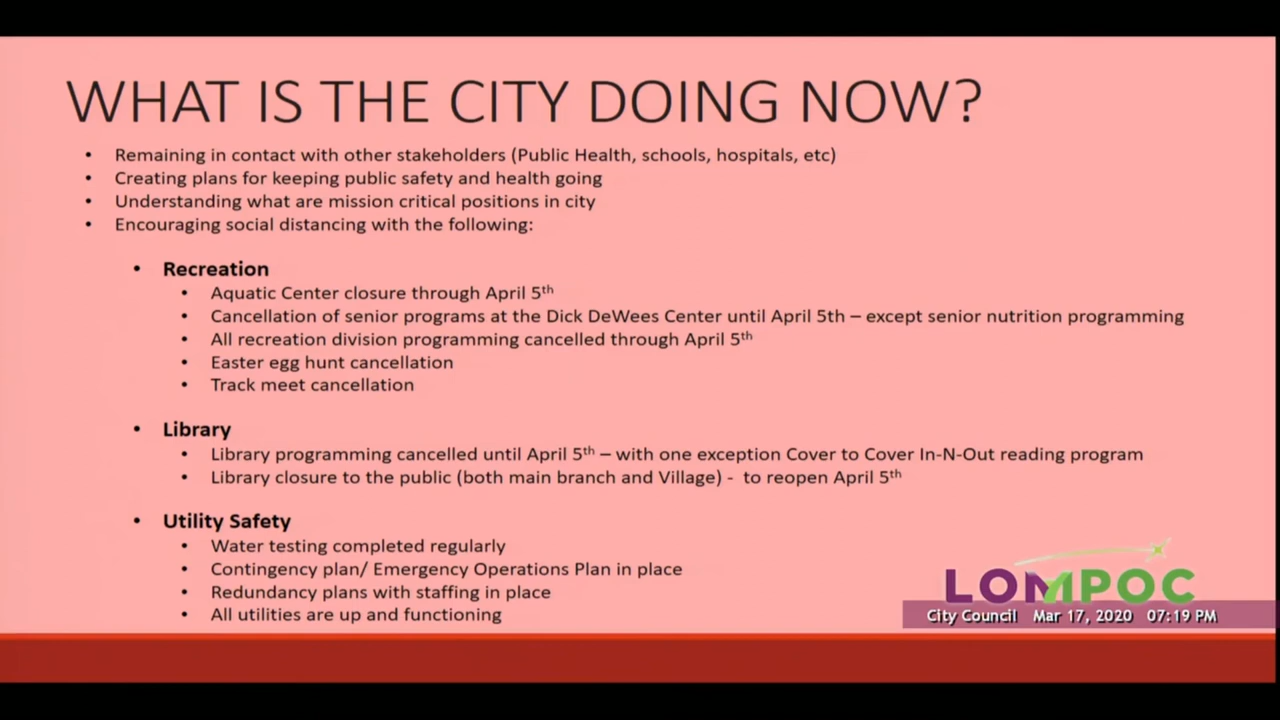 WHAT IS THE CITY DOING NOW?
• Remaining in contact with other stakeholders (Public Health, schools, hospitals, etc)
• Creating plans for keeping public safety and health going
• Understanding what are mission critical positions in city
• Encouraging social distancing with the following:
• Recreation
• Aquatic Center closure through April 5th
• Cancellation of senior programs at the Dick DeWees Center until April 5th – except senior nutrition programming
• All recreation division programming cancelled through April 5th
• Easter egg hunt cancellation
• Track meet cancellation
• Library
• Library programming cancelled until April 5th – with one exception Cover to Cover In-N-Out reading program
• Library closure to the public (both main branch and Village) - to reopen April 5th
• Utility Safety
• Water testing completed regularly
• Contingency plan/ Emergency Operations Plan in place
• Redundancy plans with staffing in place
• All utilities are up and functioning
LOMPOC
City Council Mar 17, 2020 07:19 PM